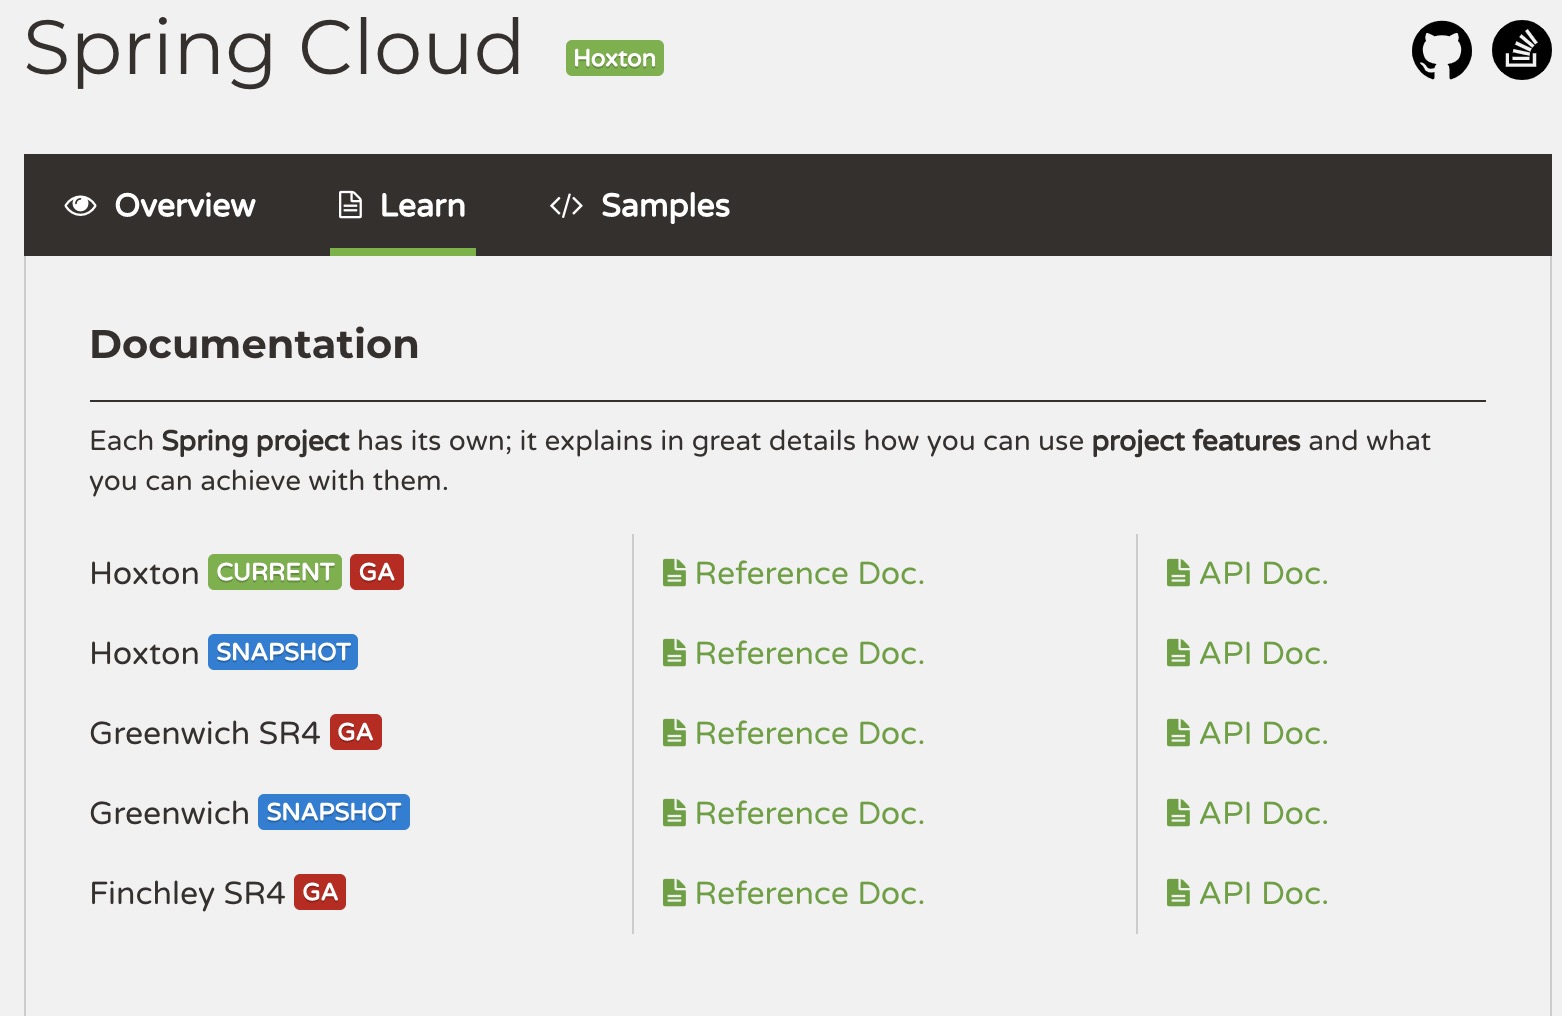 Spring Cloud Hoxton
Overview Learn Samples
Documentation
Each Spring project has its own; it explains in great details how you can use project features and what
you can achieve with them.
Hoxton CURRENT GA Reference Doc. API Doc.
Hoxton SNAPSHOT Reference Doc. API Doc.
Greenwich SR4 GA Reference Doc. API Doc.
Greenwich SNAPSHOT Reference Doc. API Doc.
Finchley SR4 GA Reference Doc. API Doc.